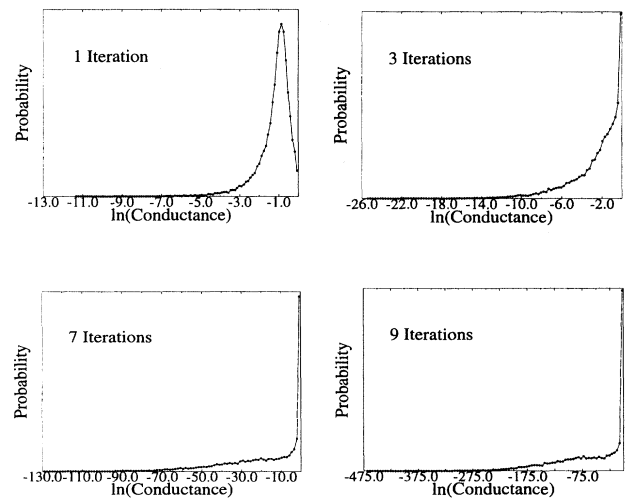 1 Iteration
Probability
-13.0 -11.0 -9.0 -7.0 -5.0 -3.0 -1.0
ln(Conductance)
3 Iterations
Probability
-26.0 -22.0 -18.0 -14.0 -10.0 -6.0 -2.0
ln(Conductance)
7 Iterations
Probability
-130.0 -110.0 -90.0 -70.0 -50.0 -30.0 -10.0
ln(Conductance)
9 Iterations
Probability
-475.0 -375.0 -275.0 -175.0 -75.0
ln(Conductance)